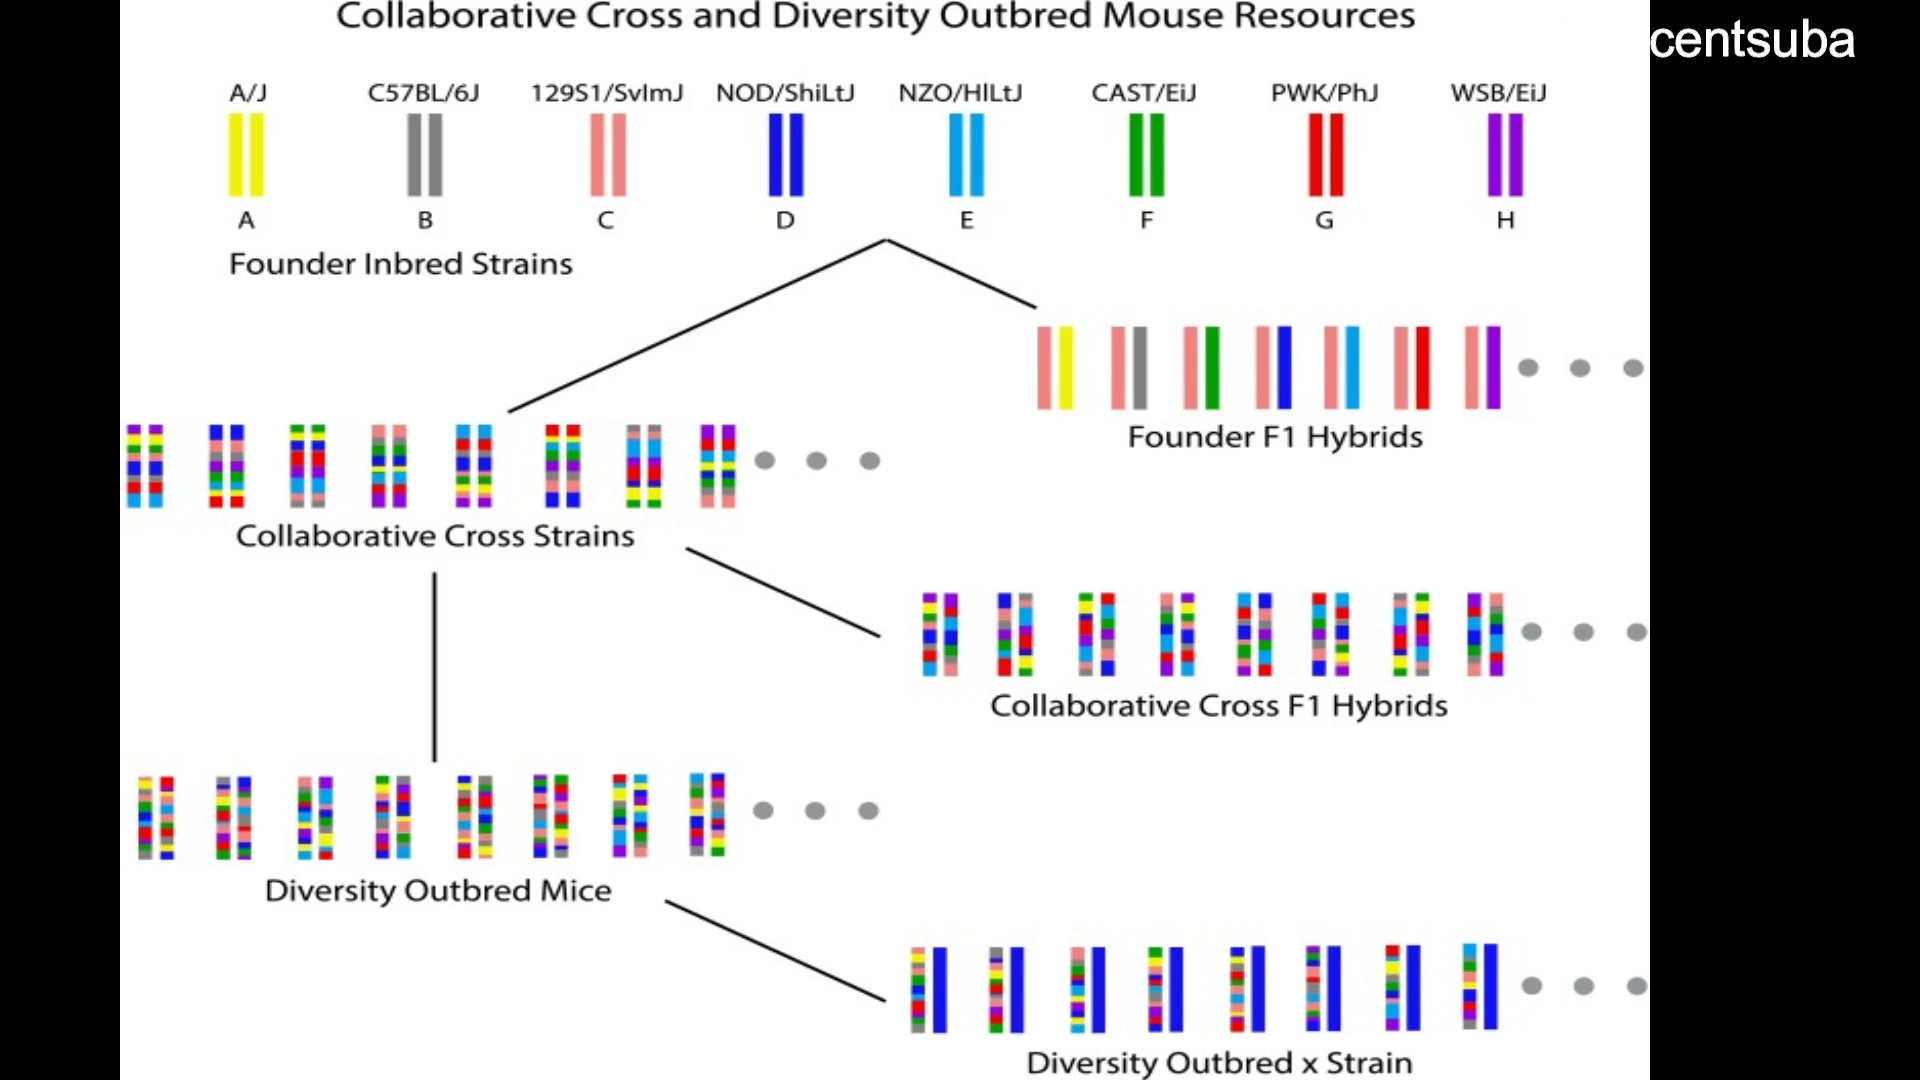 Collaborative Cross and Diversity Outbred Mouse Resources
centsuba
A/J C57BL/6J 129S1/SvImJ NOD/ShiLtJ NZO/HlLtJ CAST/EiJ PWK/PhJ WSB/EiJ
A B C D E F G H
Founder Inbred Strains
Founder F1 Hybrids
Collaborative Cross Strains
Collaborative Cross F1 Hybrids
Diversity Outbred Mice
Diversity Outbred x Strain